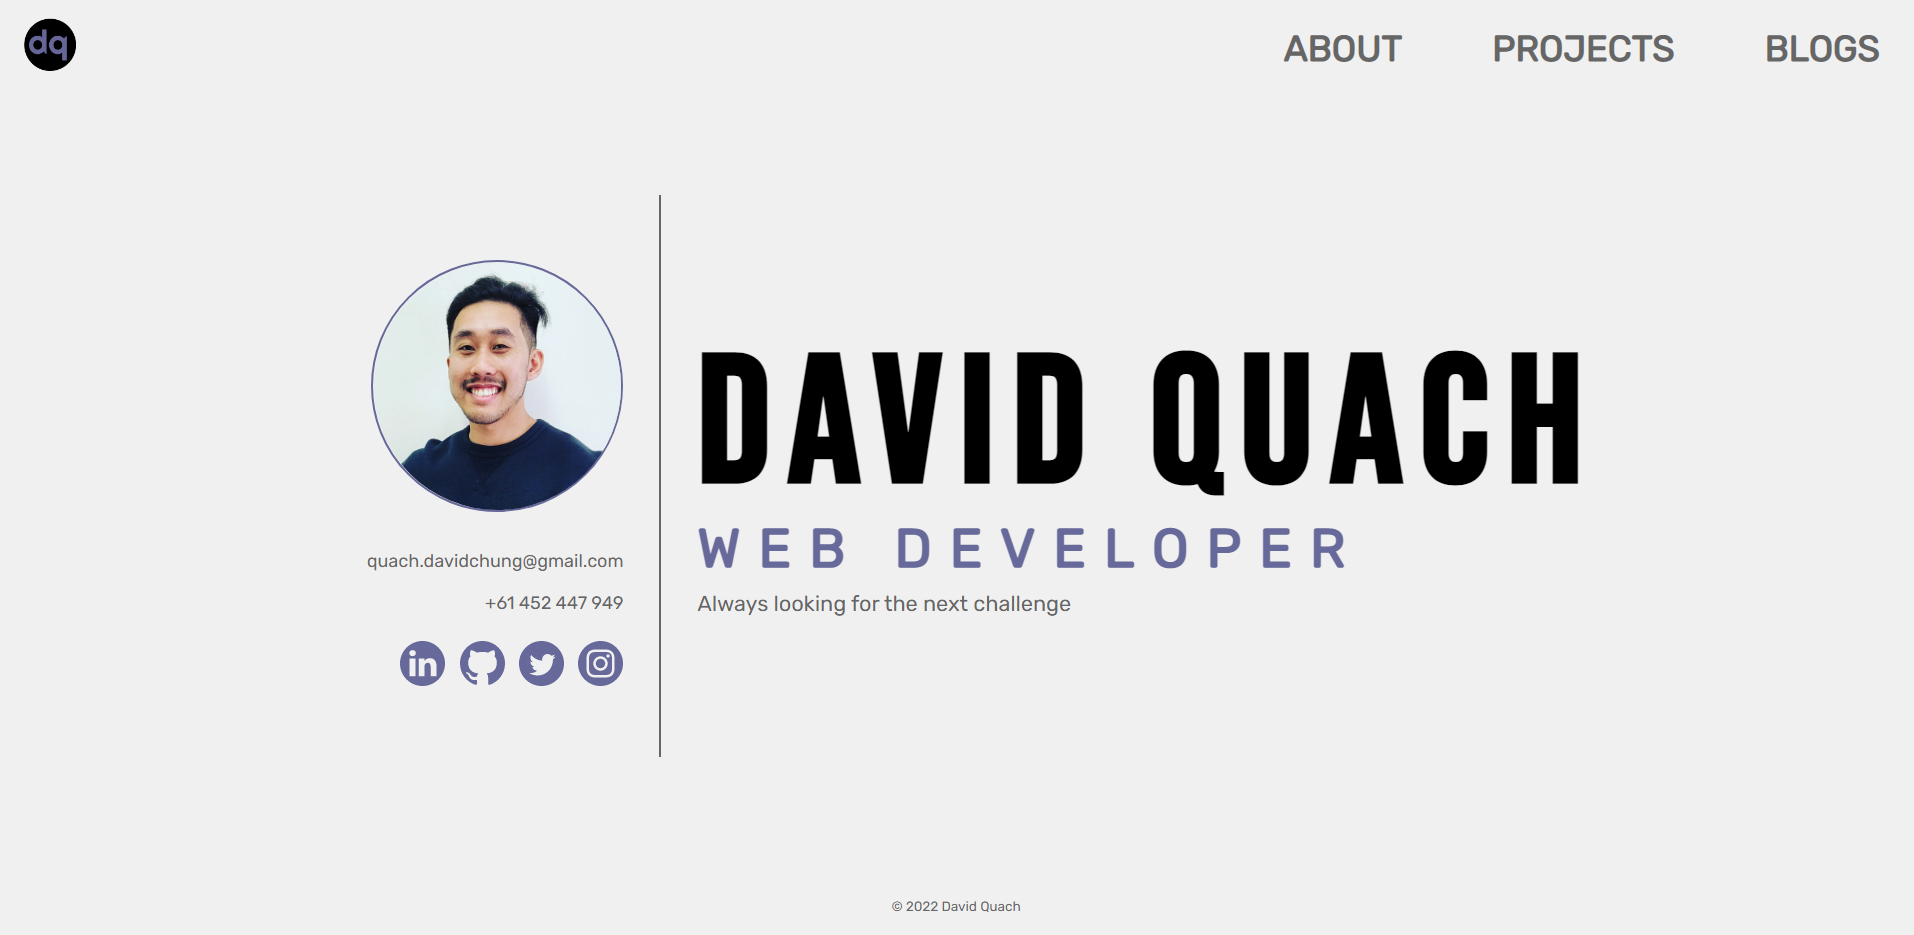 dq
ABOUT PROJECTS BLOGS
quach.davidchung@gmail.com
+61 452 447 949
in
DAVID QUACH
WEB DEVELOPER
Always looking for the next challenge
© 2022 David Quach